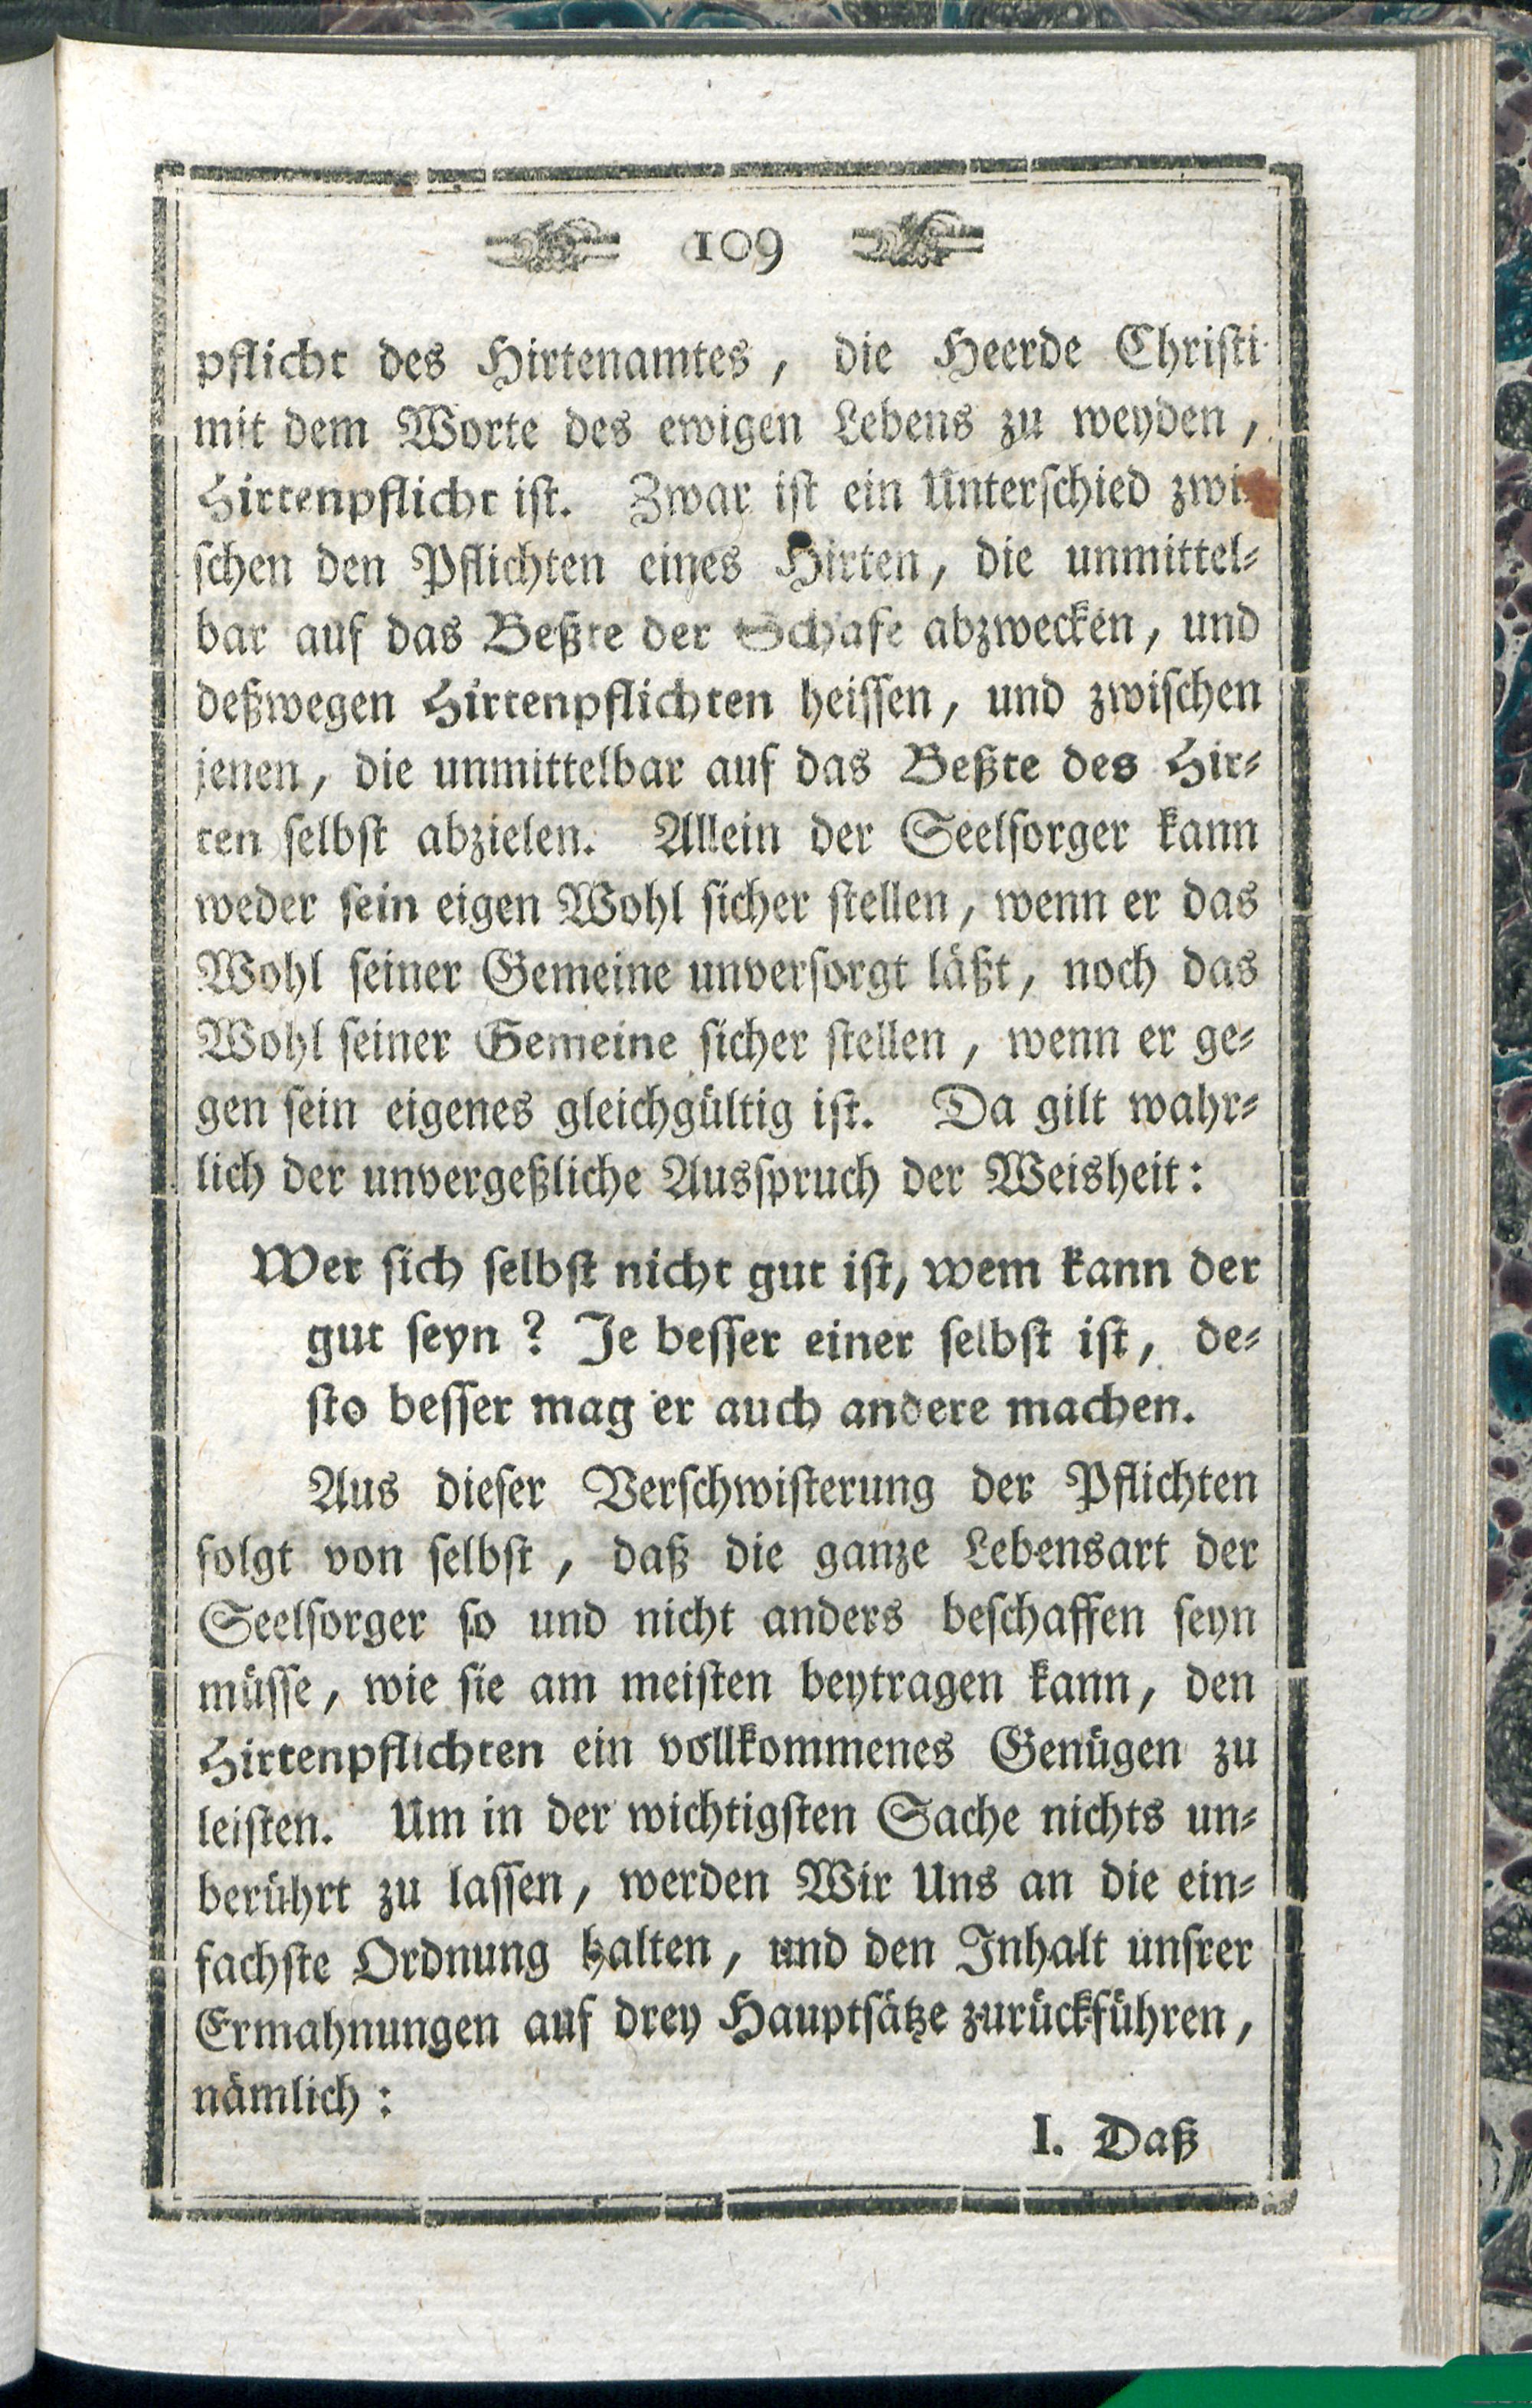 109
pflicht des Hirtenamtes, die Heerde Christi
mit dem Worte des ewigen Lebens zu weyden,
Hirtenpflicht ist. Zwar ist ein Unterschied zwi⸗
schen den Pflichten eines Hirten, die unmittel⸗
bar auf das Beßte der Schafe abzwecken, und
deßwegen Hirtenpflichten heissen, und zwischen
jenen, die unmittelbar auf das Beßte des Hir⸗
ten selbst abzielen. Allein der Seelsorger kann
weder sein eigen Wohl sicher stellen, wenn er das
Wohl seiner Gemeine unversorgt läßt, noch das
Wohl seiner Gemeine sicher stellen, wenn er ge⸗
gen sein eigenes gleichgültig ist. Da gilt wahr⸗
lich der unvergeßliche Ausspruch der Weisheit:
Wer sich selbst nicht gut ist, wem kann der
gut seyn? Je besser einer selbst ist, de⸗
sto besser mag er auch andere machen.
Aus dieser Verschwisterung der Pflichten
folgt von selbst, daß die ganze Lebensart der
Seelsorger so und nicht anders beschaffen seyn
müsse, wie sie am meisten beytragen kann, den
Hirtenpflichten ein vollkommenes Genügen zu
leisten. Um in der wichtigsten Sache nichts un⸗
berührt zu lassen, werden Wir Uns an die ein⸗
fachste Ordnung halten, und den Inhalt unsrer
Ermahnungen auf drey Hauptsätze zurückführen,
nämlich:
I. Daß